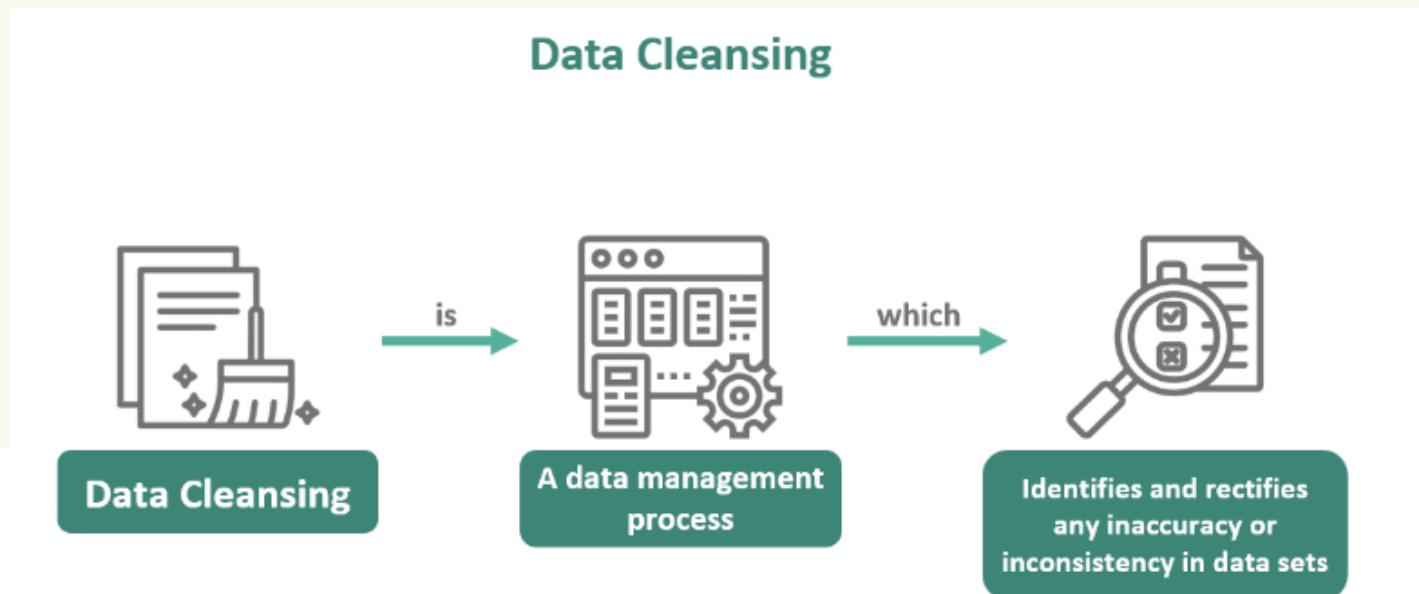 Data Cleansing
is
which
Data Cleansing
A data management
process
Identifies and rectifies
any inaccuracy or
inconsistency in data sets